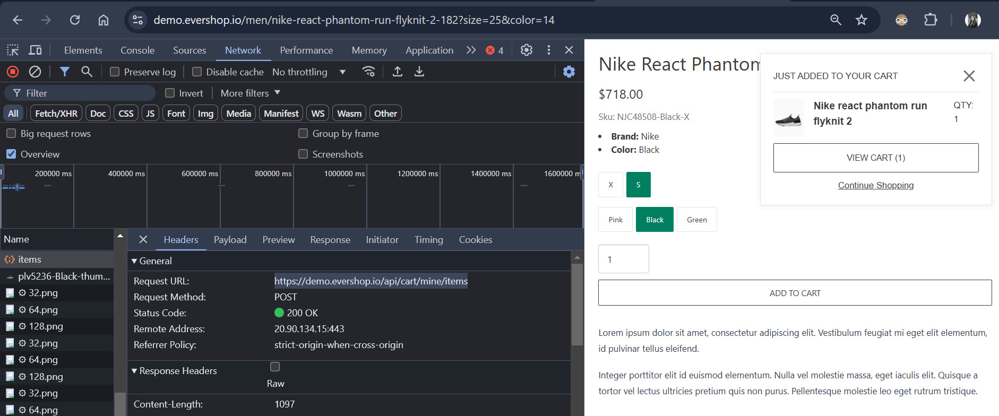 demo.evershop.io/men/nike-react-phantom-run-flyknit-2-182?size=25&color=14
Elements Console Sources Network Performance Memory Application 4
Preserve log Disable cache No throttling
Filter Invert More filters
All Fetch/XHR Doc CSS JS Font Img Media Manifest WS Wasm Other
Big request rows Group by frame
Overview Screenshots
200000 ms 400000 ms 600000 ms 800000 ms 1000000 ms 1200000 ms 1400000 ms 1600000 m
Name
items
plv5236-Black-thum...
32.png
64.png
128.png
32.png
64.png
128.png
32.png
64.png
Headers Payload Preview Response Initiator Timing Cookies
General
Request URL: https://demo.evershop.io/api/cart/mine/items
Request Method: POST
Status Code: 200 OK
Remote Address: 20.90.134.15:443
Referrer Policy: strict-origin-when-cross-origin
Response Headers
Raw
Content-Length: 1097
Nike React Phantom
$718.00
Sku: NJC48508-Black-X
• Brand: Nike
• Color: Black
X S
Pink Black Green
1
ADD TO CART
Lorem ipsum dolor sit amet, consectetur adipiscing elit. Vestibulum feugiat mi eget elit elementum,
id pulvinar tellus eleifend.
Integer porttitor elit id euismod elementum. Nulla vel molestie massa, eget iaculis elit. Quisque a
tortor vel lectus ultricies pretium quis non purus. Pellentesque molestie leo eget rutrum tristique.
JUST ADDED TO YOUR CART
Nike react phantom run
flyknit 2
QTY:
1
VIEW CART (1)
Continue Shopping